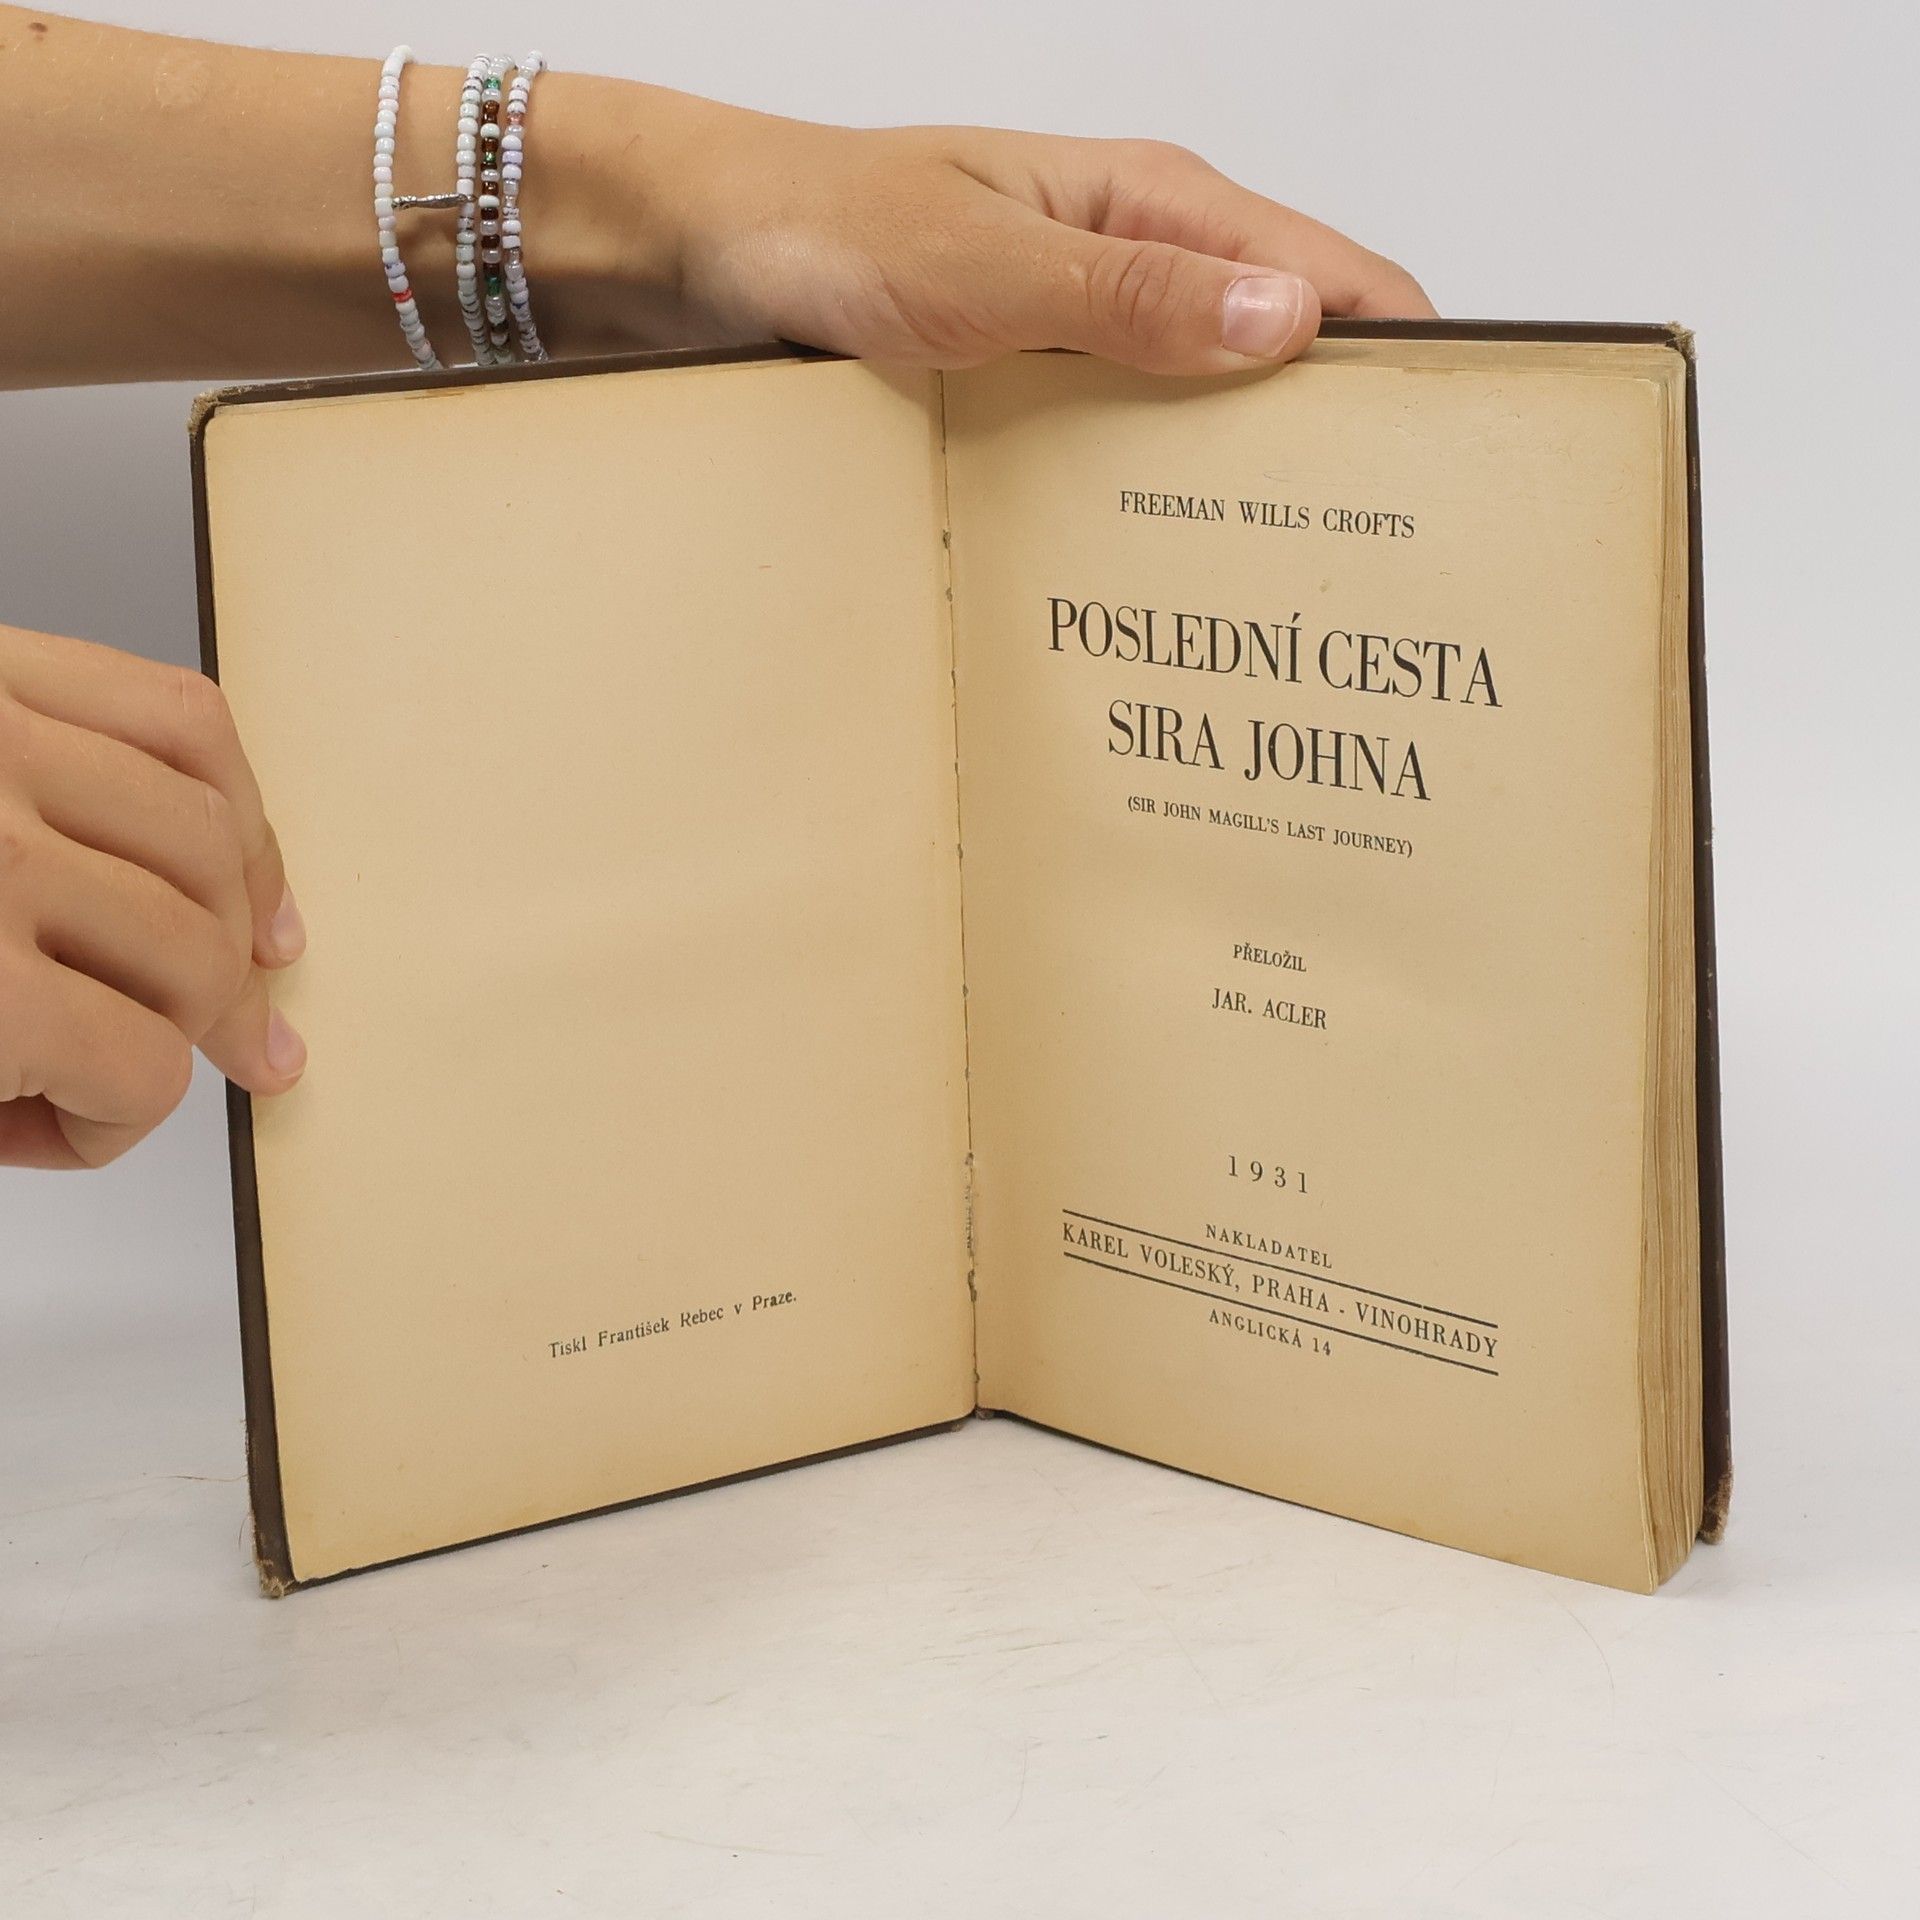 Tiskl František Rebec v Praze.
FREEMAN WILLS CROFTS
POSLEDNÍ CESTA
SIRA JOHNA
(SIR JOHN MAGILL'S LAST JOURNEY)
PŘELOŽIL
JAR. ACLER
1931
NAKLADATEL
KAREL VOLESKÝ, PRAHA - VINOHRADY
ANGLICKÁ 14